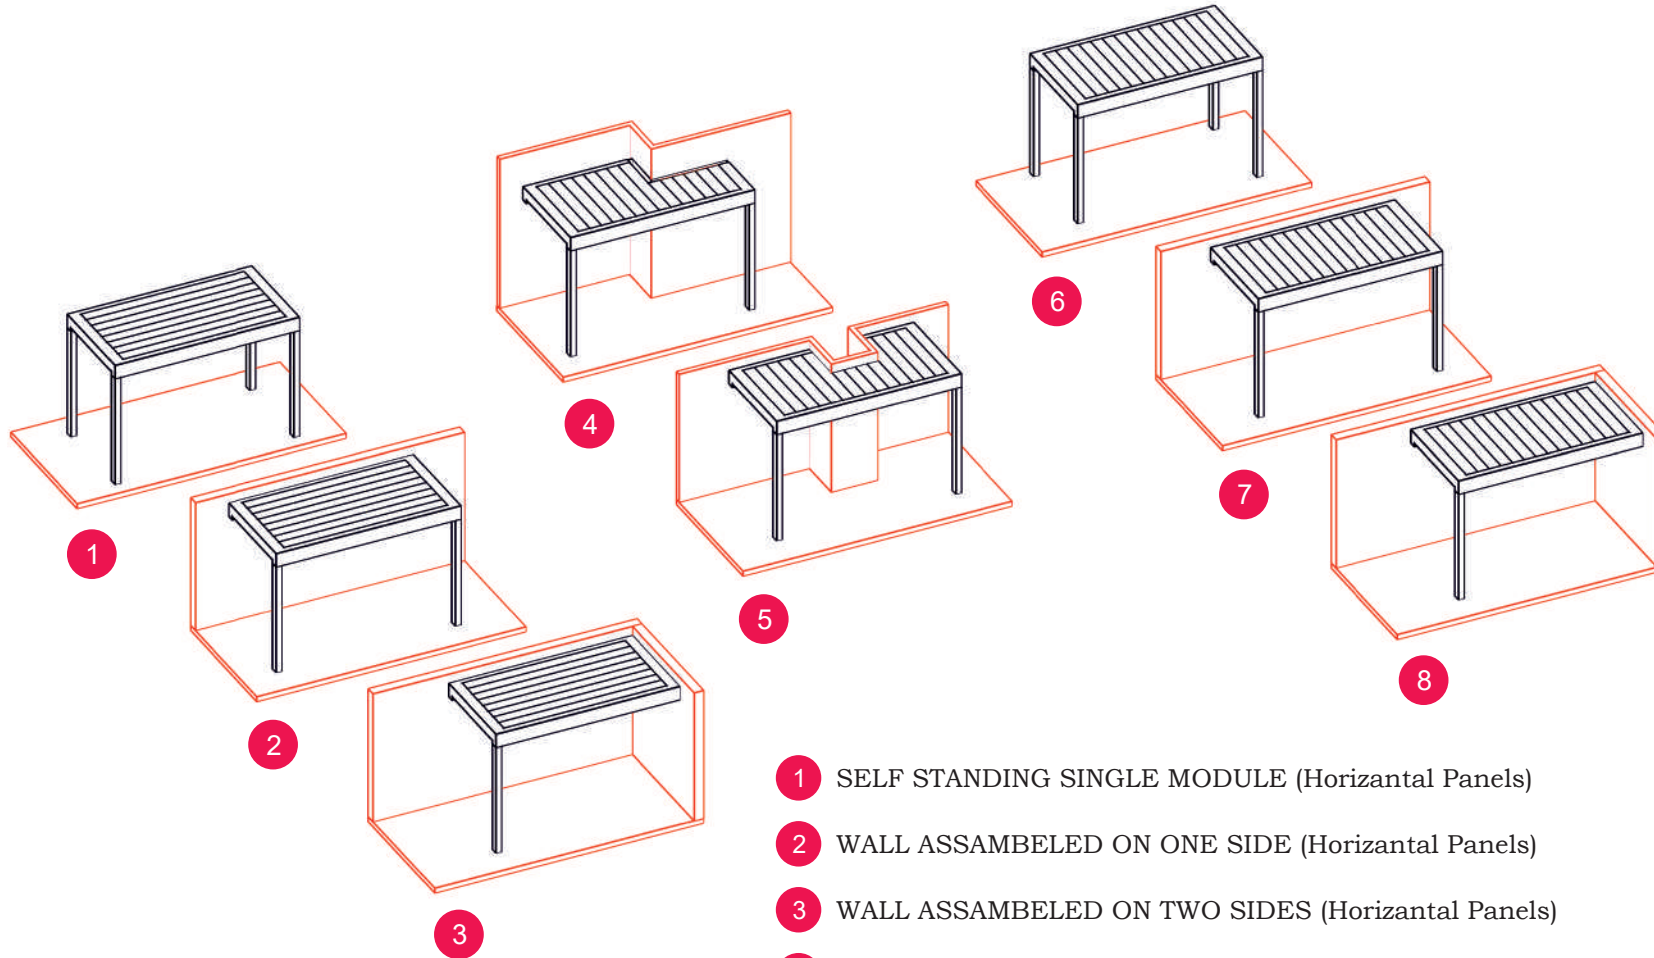 1
2
3
4
5
6
7
8
1 SELF STANDING SINGLE MODULE (Horizantal Panels)
2 WALL ASSAMBELED ON ONE SIDE (Horizantal Panels)
3 WALL ASSAMBELED ON TWO SIDES (Horizantal Panels)